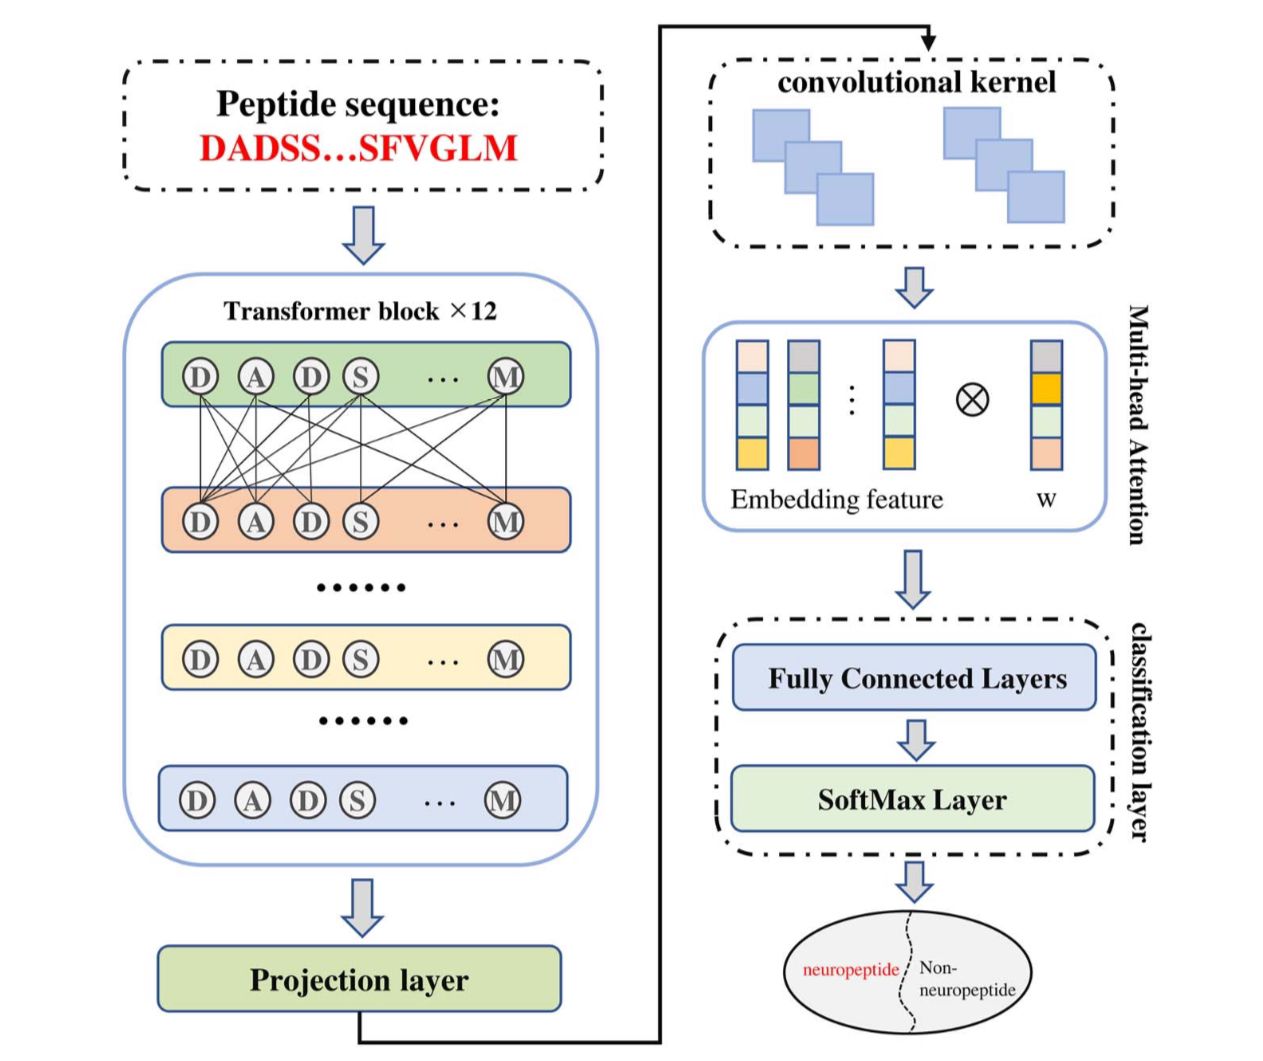 Peptide sequence:
DADSS...SFVGLM
Transformer block ×12
D A D S ... M
D A D S ... M
......
D A D S ... M
......
D A D S ... M
Projection layer
convolutional kernel
Embedding feature
w
Multi-head Attention
Fully Connected Layers
SoftMax Layer
classification layer
neuropeptide
Non-
neuropeptide